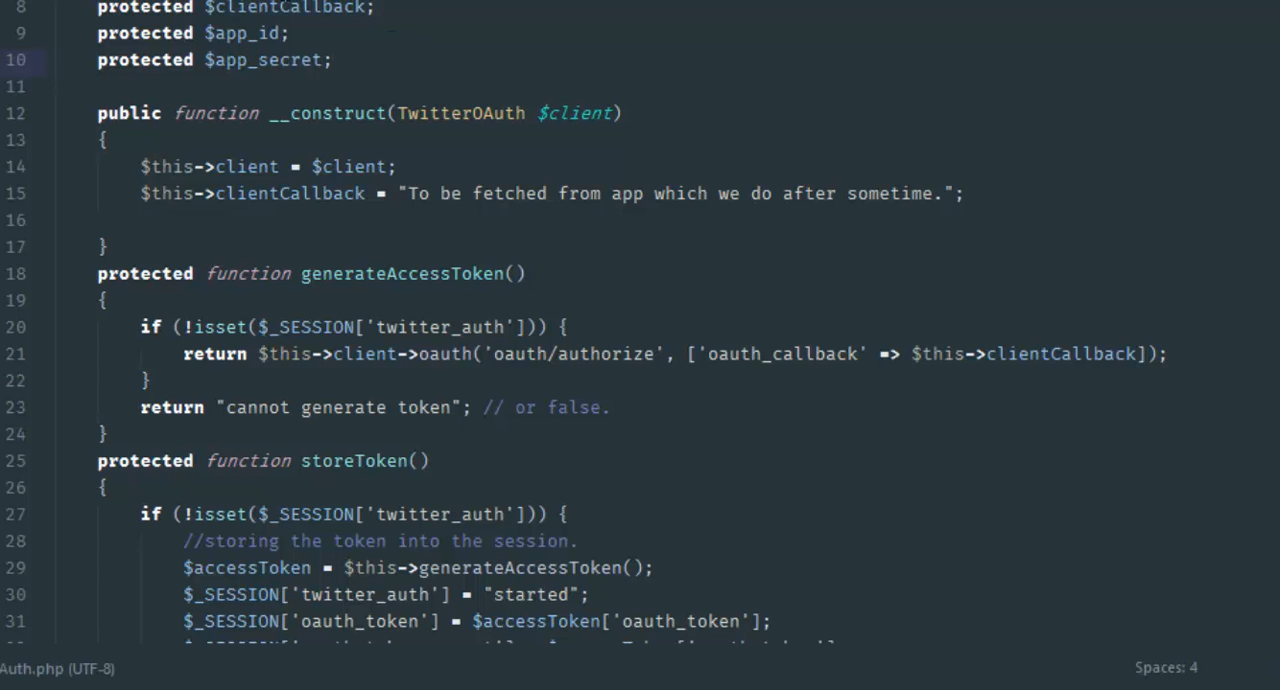 8 protected $clientCallback;
9 protected $app_id;
10 protected $app_secret;
11
12 public function __construct(TwitterOAuth $client)
13 {
14 $this->client = $client;
15 $this->clientCallback = "To be fetched from app which we do after sometime.";
16
17 }
18 protected function generateAccessToken()
19 {
20 if (!isset($_SESSION['twitter_auth'])) {
21 return $this->client->oauth('oauth/authorize', ['oauth_callback' => $this->clientCallback]);
22 }
23 return "cannot generate token"; // or false.
24 }
25 protected function storeToken()
26 {
27 if (!isset($_SESSION['twitter_auth'])) {
28 //storing the token into the session.
29 $accessToken = $this->generateAccessToken();
30 $_SESSION['twitter_auth'] = "started";
31 $_SESSION['oauth_token'] = $accessToken['oauth_token'];
Auth.php (UTF-8)
Spaces: 4